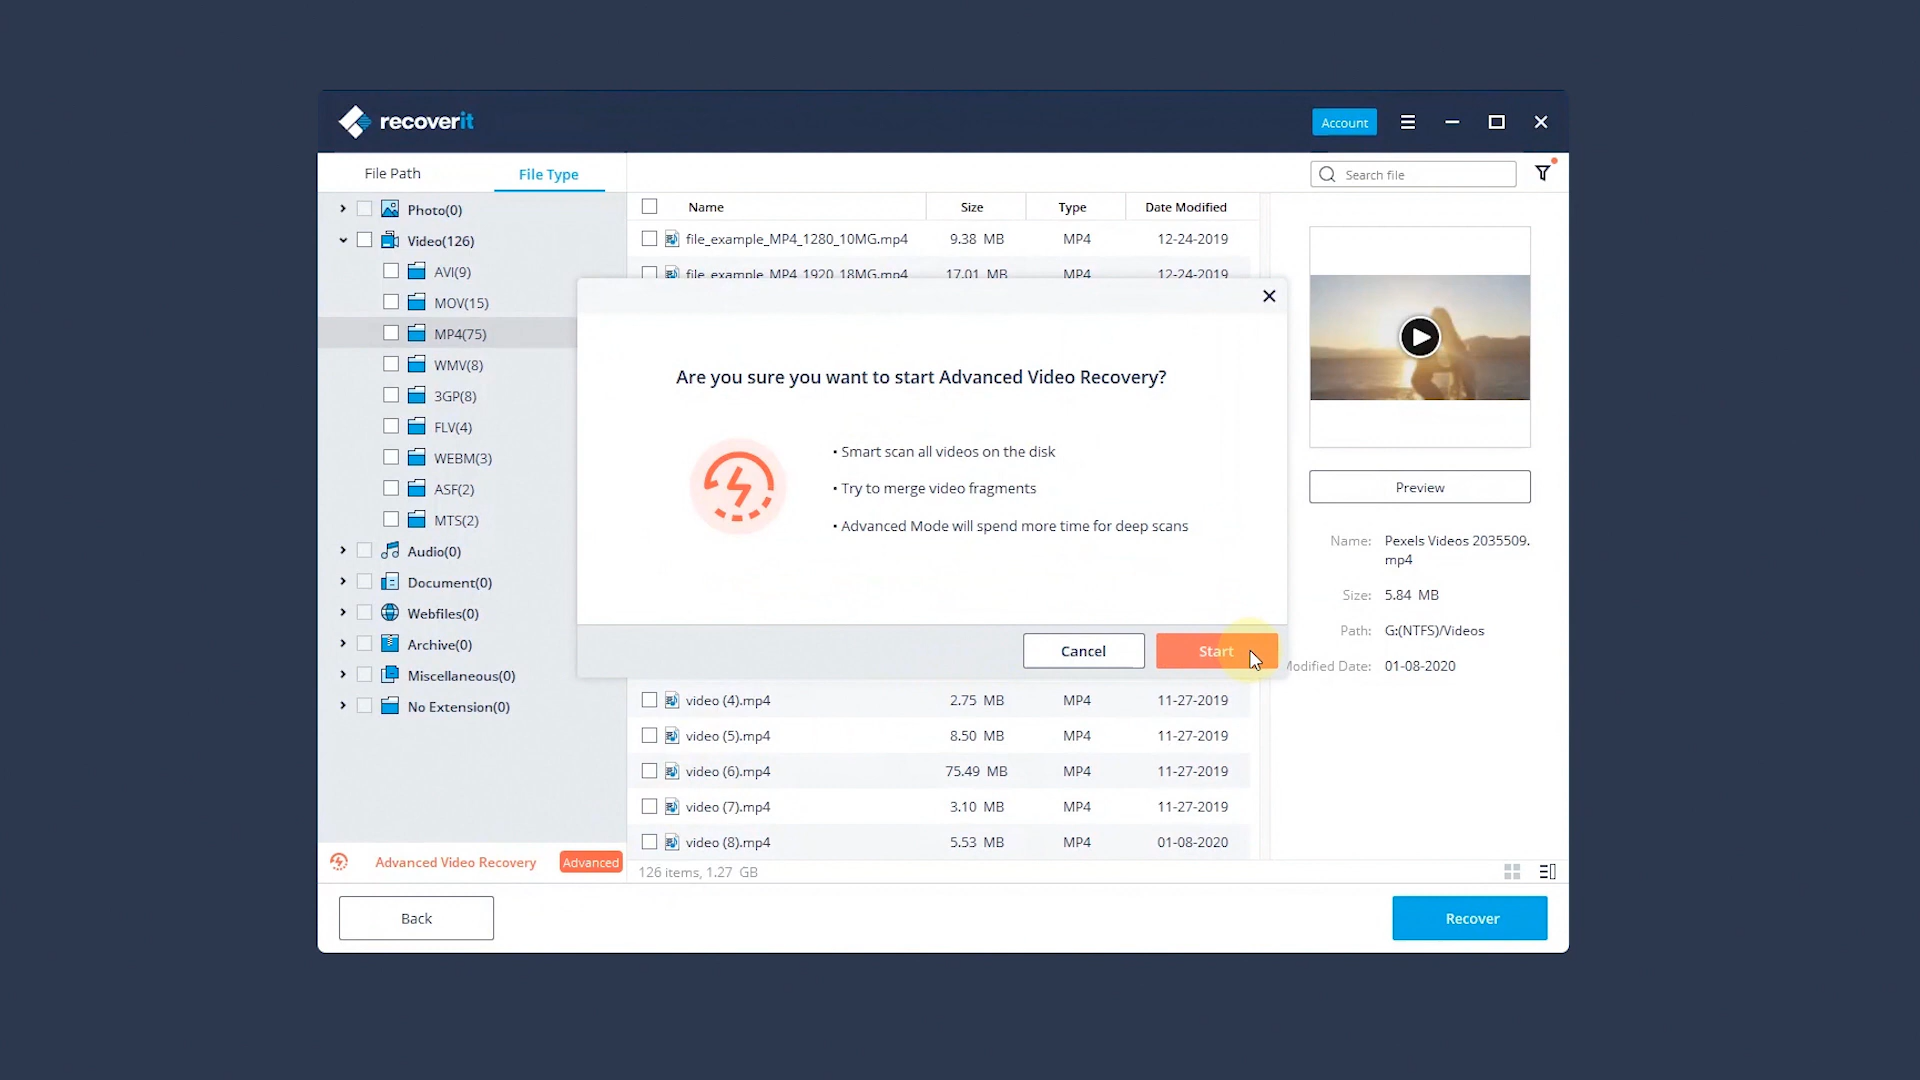 recoverit
Account
File Path
File Type
Search file
Photo(0)
Video(126)
AVI(9)
MOV(15)
MP4(75)
WMV(8)
3GP(8)
FLV(4)
WEBM(3)
ASF(2)
MTS(2)
Audio(0)
Document(0)
Webfiles(0)
Archive(0)
Miscellaneous(0)
No Extension(0)
Advanced Video Recovery Advanced
Name Size Type Date Modified
file_example_MP4_1280_10MG.mp4 9.38 MB MP4 12-24-2019
file_example_MP4_1920_18MG.mp4 17.01 MB MP4 12-24-2019
Are you sure you want to start Advanced Video Recovery?
• Smart scan all videos on the disk
• Try to merge video fragments
• Advanced Mode will spend more time for deep scans
Cancel Start
video (4).mp4 2.75 MB MP4 11-27-2019
video (5).mp4 8.50 MB MP4 11-27-2019
video (6).mp4 75.49 MB MP4 11-27-2019
video (7).mp4 3.10 MB MP4 11-27-2019
video (8).mp4 5.53 MB MP4 01-08-2020
126 items, 1.27 GB
Preview
Name: Pexels Videos 2035509.
mp4
Size: 5.84 MB
Path: G:(NTFS)/Videos
Modified Date: 01-08-2020
Back
Recover